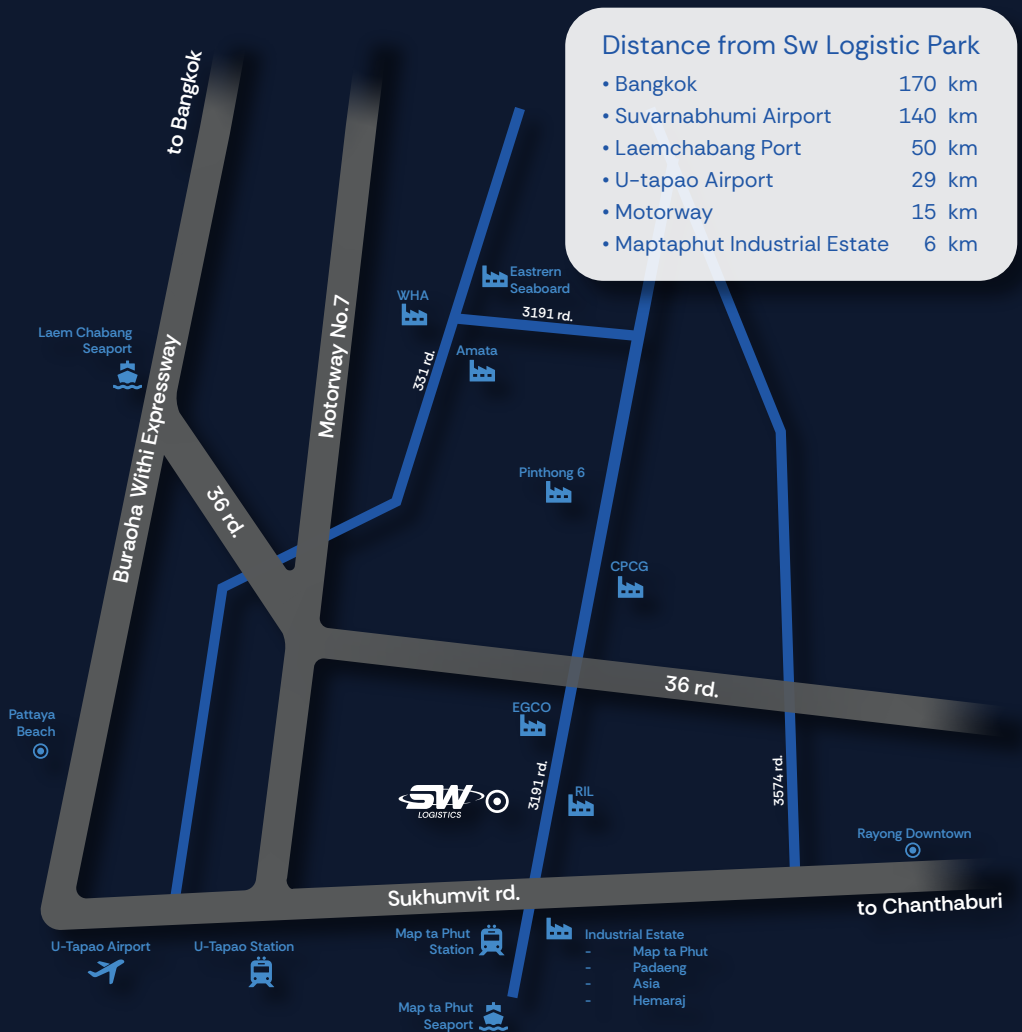 Distance from Sw Logistic Park
• Bangkok 170 km
• Suvarnabhumi Airport 140 km
• Laemchabang Port 50 km
• U-tapao Airport 29 km
• Motorway 15 km
• Maptaphut Industrial Estate 6 km
to Bangkok
Eastrern
Seaboard
WHA
3191 rd.
Motorway No.7
Laem Chabang
Seaport
Amata
331 rd.
Buraoha Withi Expressway
Pinthong 6
36 rd.
CPCG
36 rd.
EGCO
Pattaya
Beach
3191 rd.
3574 rd.
RIL
SW
LOGISTICS
Rayong Downtown
Sukhumvit rd.
to Chanthaburi
U-Tapao Airport
U-Tapao Station
Map ta Phut
Station
Industrial Estate
- Map ta Phut
- Padaeng
- Asia
- Hemaraj
Map ta Phut
Seaport